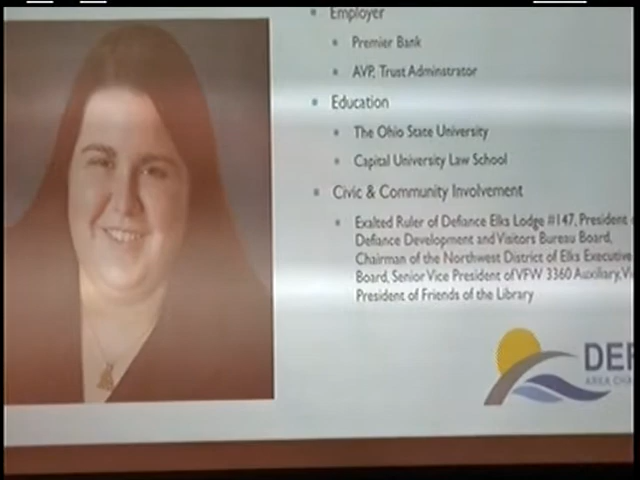 Employer
Premier Bank
AVP, Trust Adminstrator
Education
The Ohio State University
Capital University Law School
Civic & Community Involvement
Exalted Ruler of Defiance Elks Lodge #147, President
Defiance Development and Visitors Bureau Board,
Chairman of the Northwest District of Elks Executive
Board, Senior Vice President of VFW 3360 Auxiliary,
President of Friends of the Library
DEF
AREA